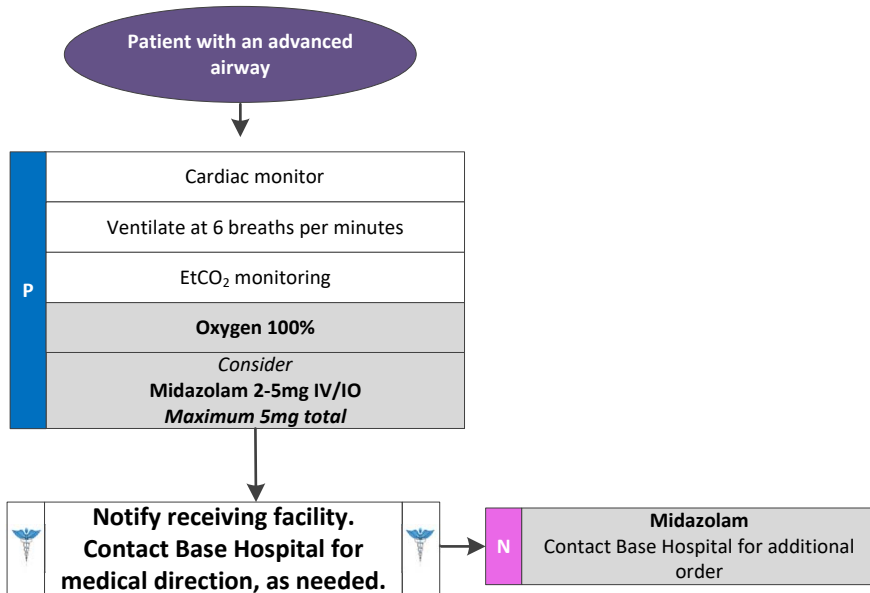 Patient with an advanced
airway
P
Cardiac monitor
Ventilate at 6 breaths per minutes
EtCO₂ monitoring
Oxygen 100%
Consider
Midazolam 2-5mg IV/IO
Maximum 5mg total
Notify receiving facility.
Contact Base Hospital for
medical direction, as needed.
N
Midazolam
Contact Base Hospital for additional
order